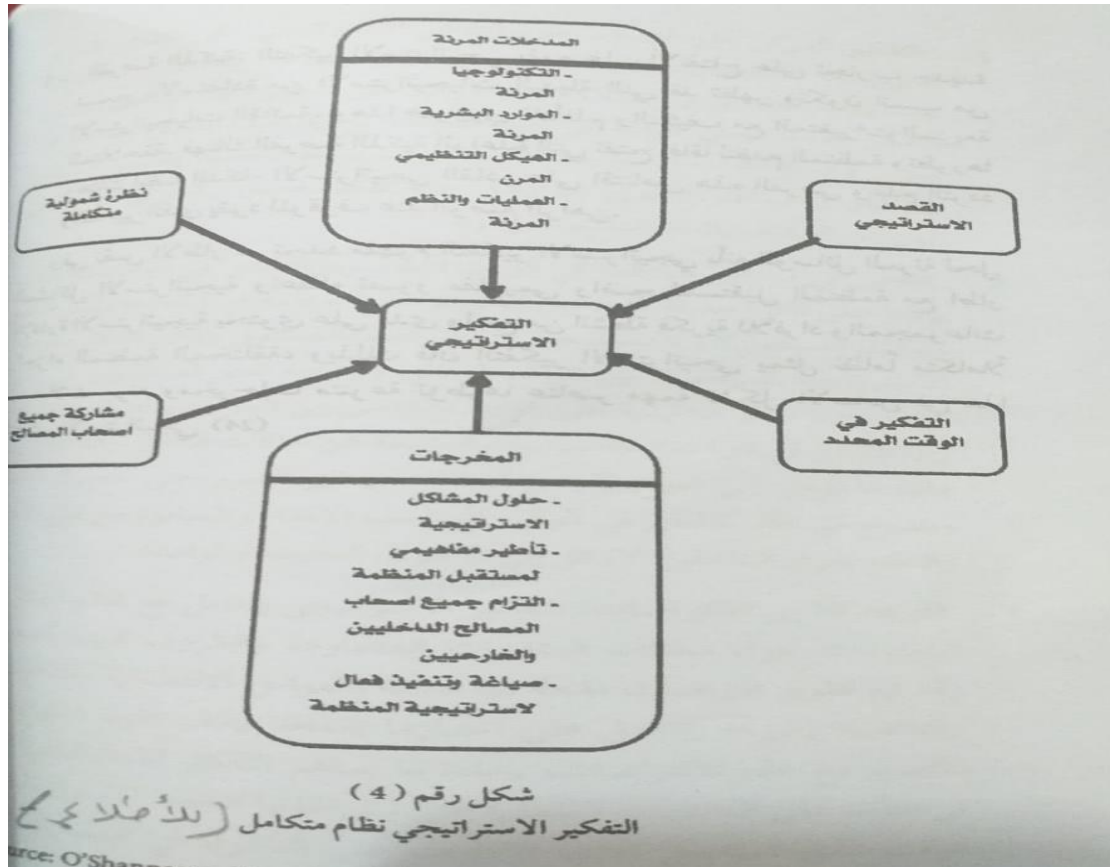 المدخلات المرنة
ـ التكنولوجيا
المرنة
ـ الموارد البشرية
المرنة
ـ الهيكل التنظيمي
المرن
ـ العمليات والنظم
المرنة
القصد
الاستراتيجي
نظرة شمولية
متكاملة
التفكير
الاستراتيجي
التفكير في
الوقت المحدد
مشاركة جميع
اصحاب المصالح
المخرجات
ـ حلول المشاكل
الاستراتيجية
ـ تأطير مفاهيمي
لمستقبل المنظمة
ـ التزام جميع اصحاب
المصالح الداخليين
والخارجيين
ـ صياغة وتنفيذ فعال
لاستراتيجية المنظمة
شكل رقم ( 4 )
التفكير الاستراتيجي نظام متكامل (للأطلاع)